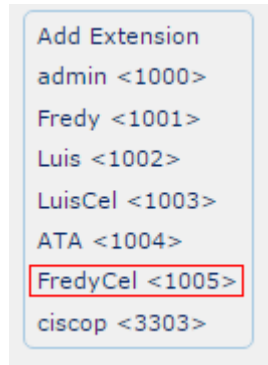 Add Extension
admin <1000>
Fredy <1001>
Luis <1002>
LuisCel <1003>
ATA <1004>
FredyCel <1005>
ciscop <3303>